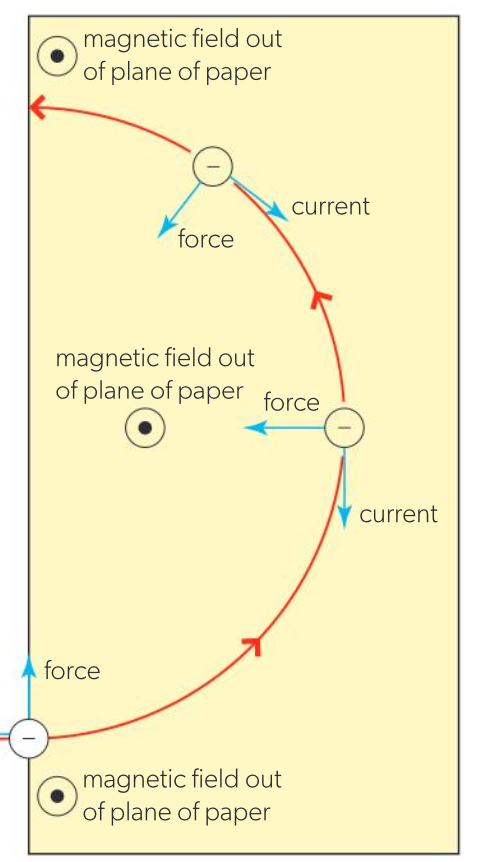 magnetic field out
of plane of paper
−
current
force
magnetic field out
of plane of paper
force
−
current
force
−
magnetic field out
of plane of paper